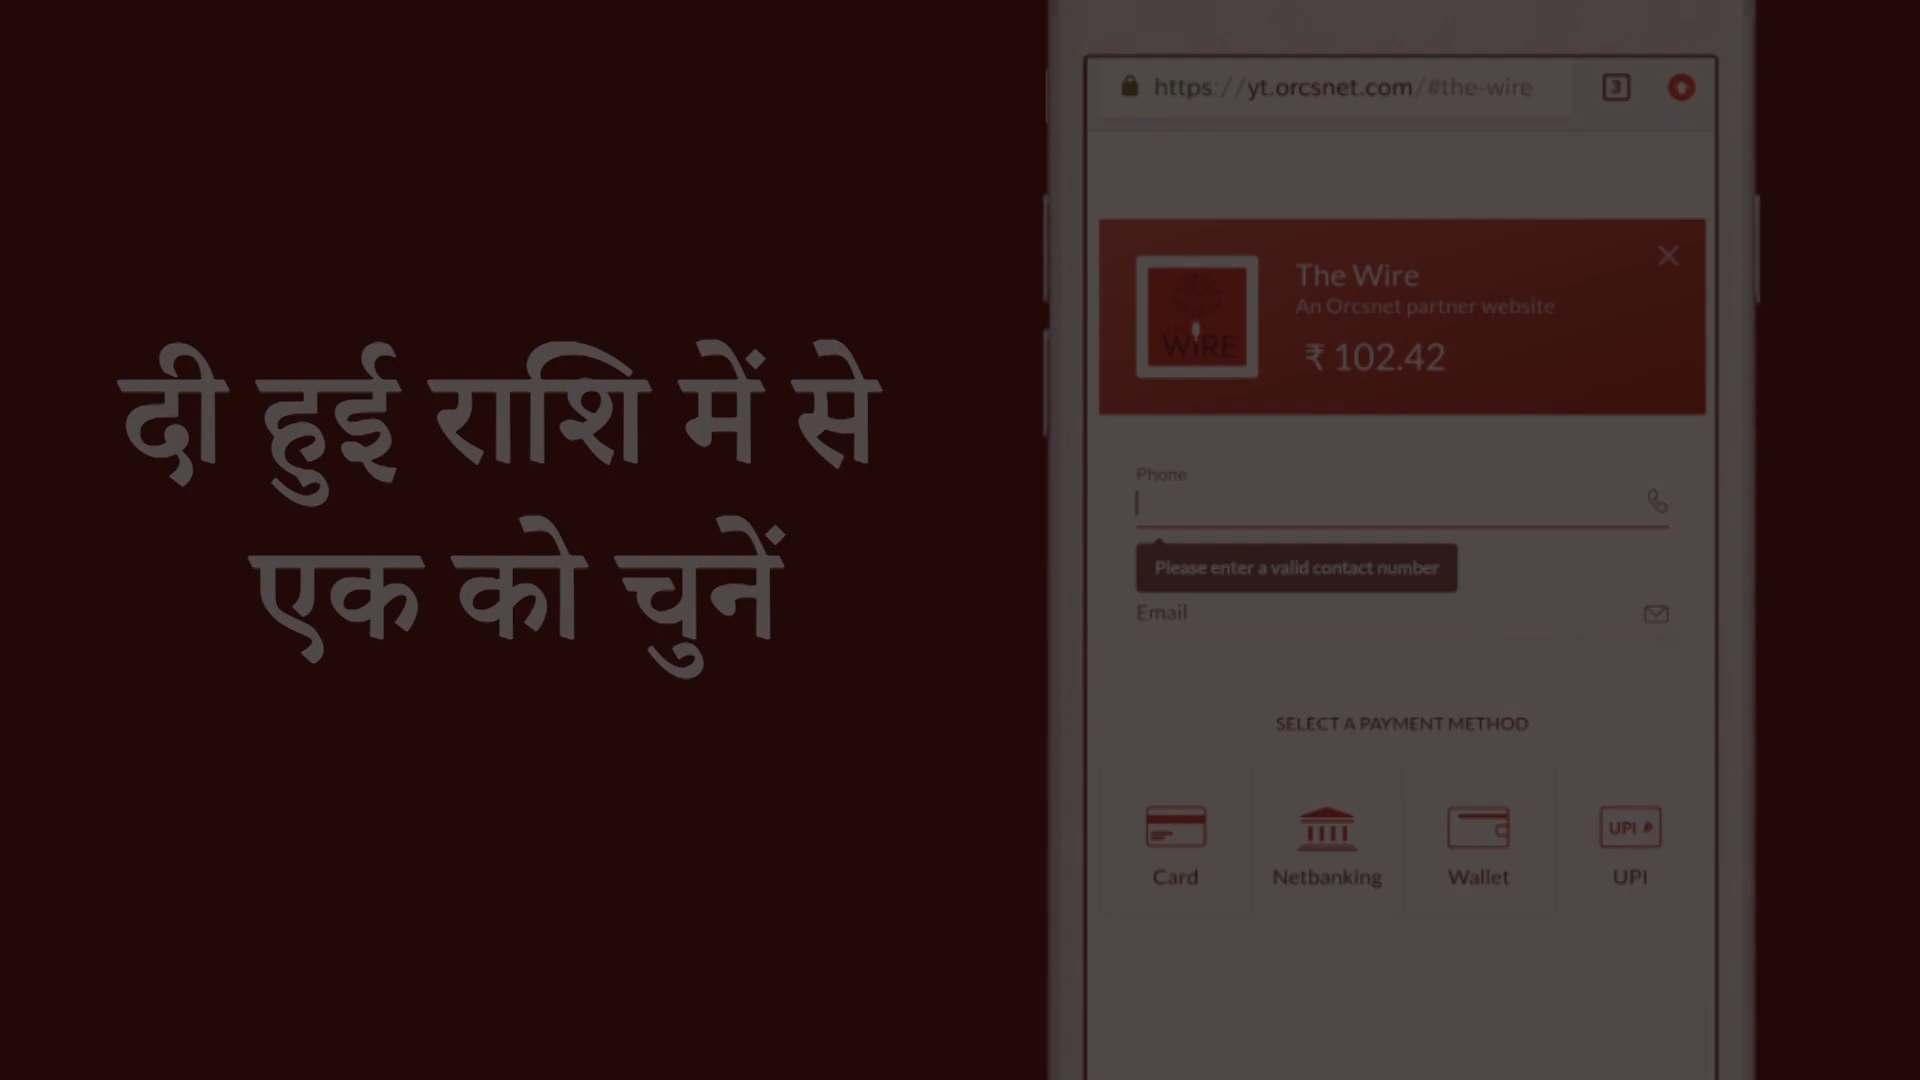 दी हुई राशि में से
एक को चुनें
https://yt.orcsnet.com/#the-wire
3
The Wire
An Orcsnet partner website
₹ 102.42
WIRE
Phone
Please enter a valid contact number
Email
SELECT A PAYMENT METHOD
UPI
Card
Netbanking
Wallet
UPI